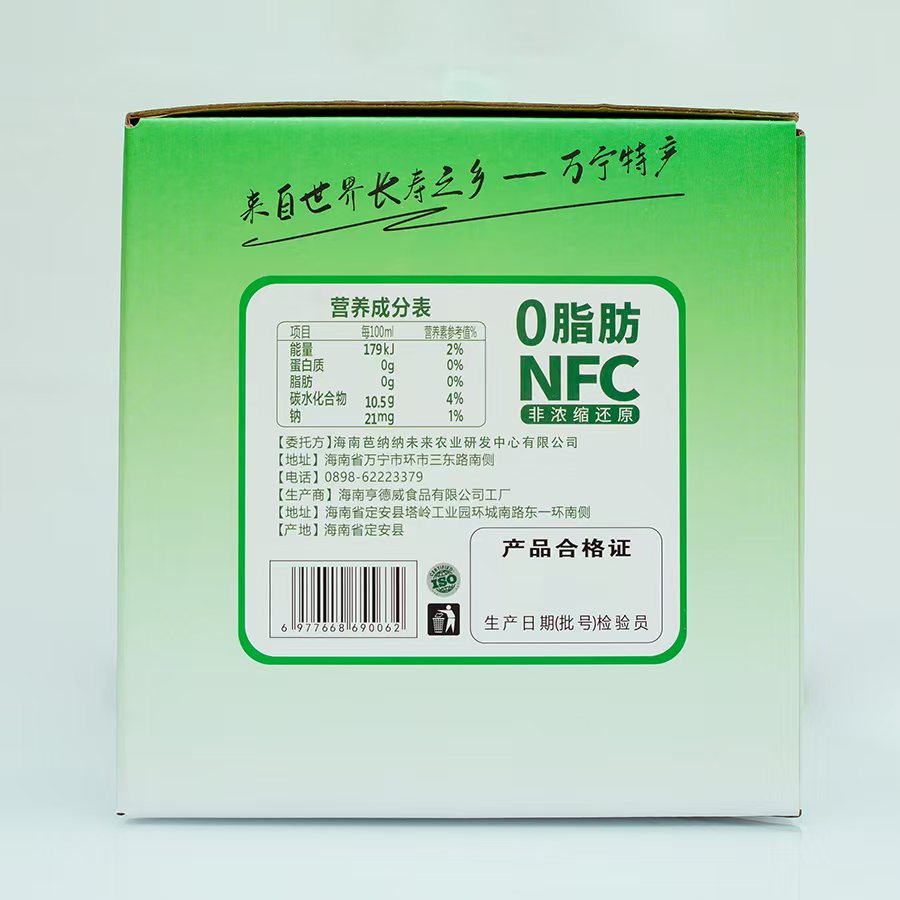 来自世界长寿之乡 — 万宁特产
营养成分表
项目 每100ml 营养素参考值%
能量 179kJ 2%
蛋白质 0g 0%
脂肪 0g 0%
碳水化合物 10.5g 4%
钠 21mg 1%
0脂肪
NFC
非浓缩还原
【委托方】海南芭纳纳未来农业研发中心有限公司
【地址】海南省万宁市环市三东路南侧
【电话】0898-62223379
【生产商】海南亨德威食品有限公司工厂
【地址】海南省定安县塔岭工业园环城南路东一环南侧
【产地】海南省定安县
产品合格证
生产日期(批号)检验员
CERTIFIED
ISO
6 977668 690062